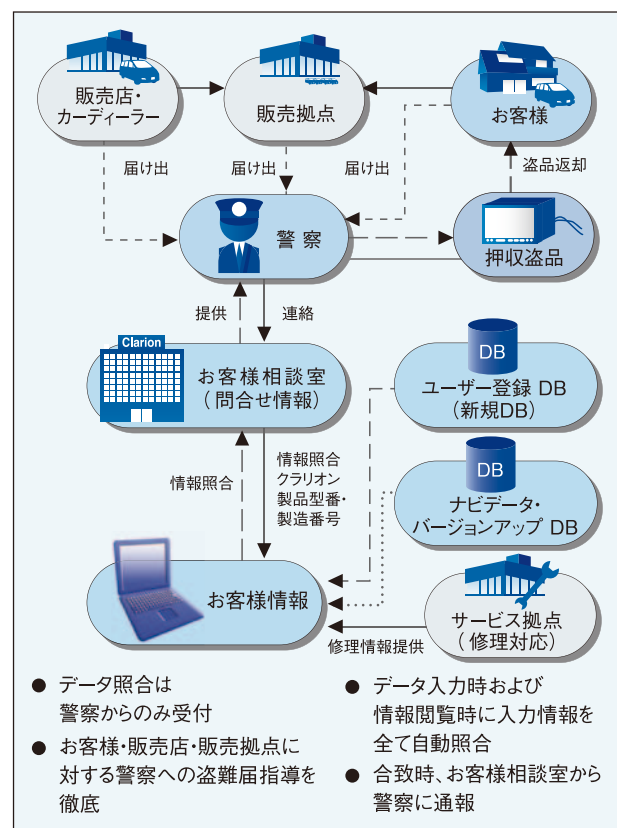 販売店・
カーディーラー
販売拠点
お客様
届け出
届け出
届け出
盗品返却
警察
押収盗品
提供
連絡
Clarion
お客様相談室
(問合せ情報)
DB
ユーザー登録 DB
(新規DB)
情報照合
情報照合
クラリオン
製品型番・
製造番号
DB
ナビデータ・
バージョンアップ DB
お客様情報
サービス拠点
(修理対応)
修理情報提供
● データ照合は
警察からのみ受付
● お客様・販売店・販売拠点に
対する警察への盗難届指導を
徹底
● データ入力時および
情報閲覧時に入力情報を
全て自動照合
● 合致時、お客様相談室から
警察に通報